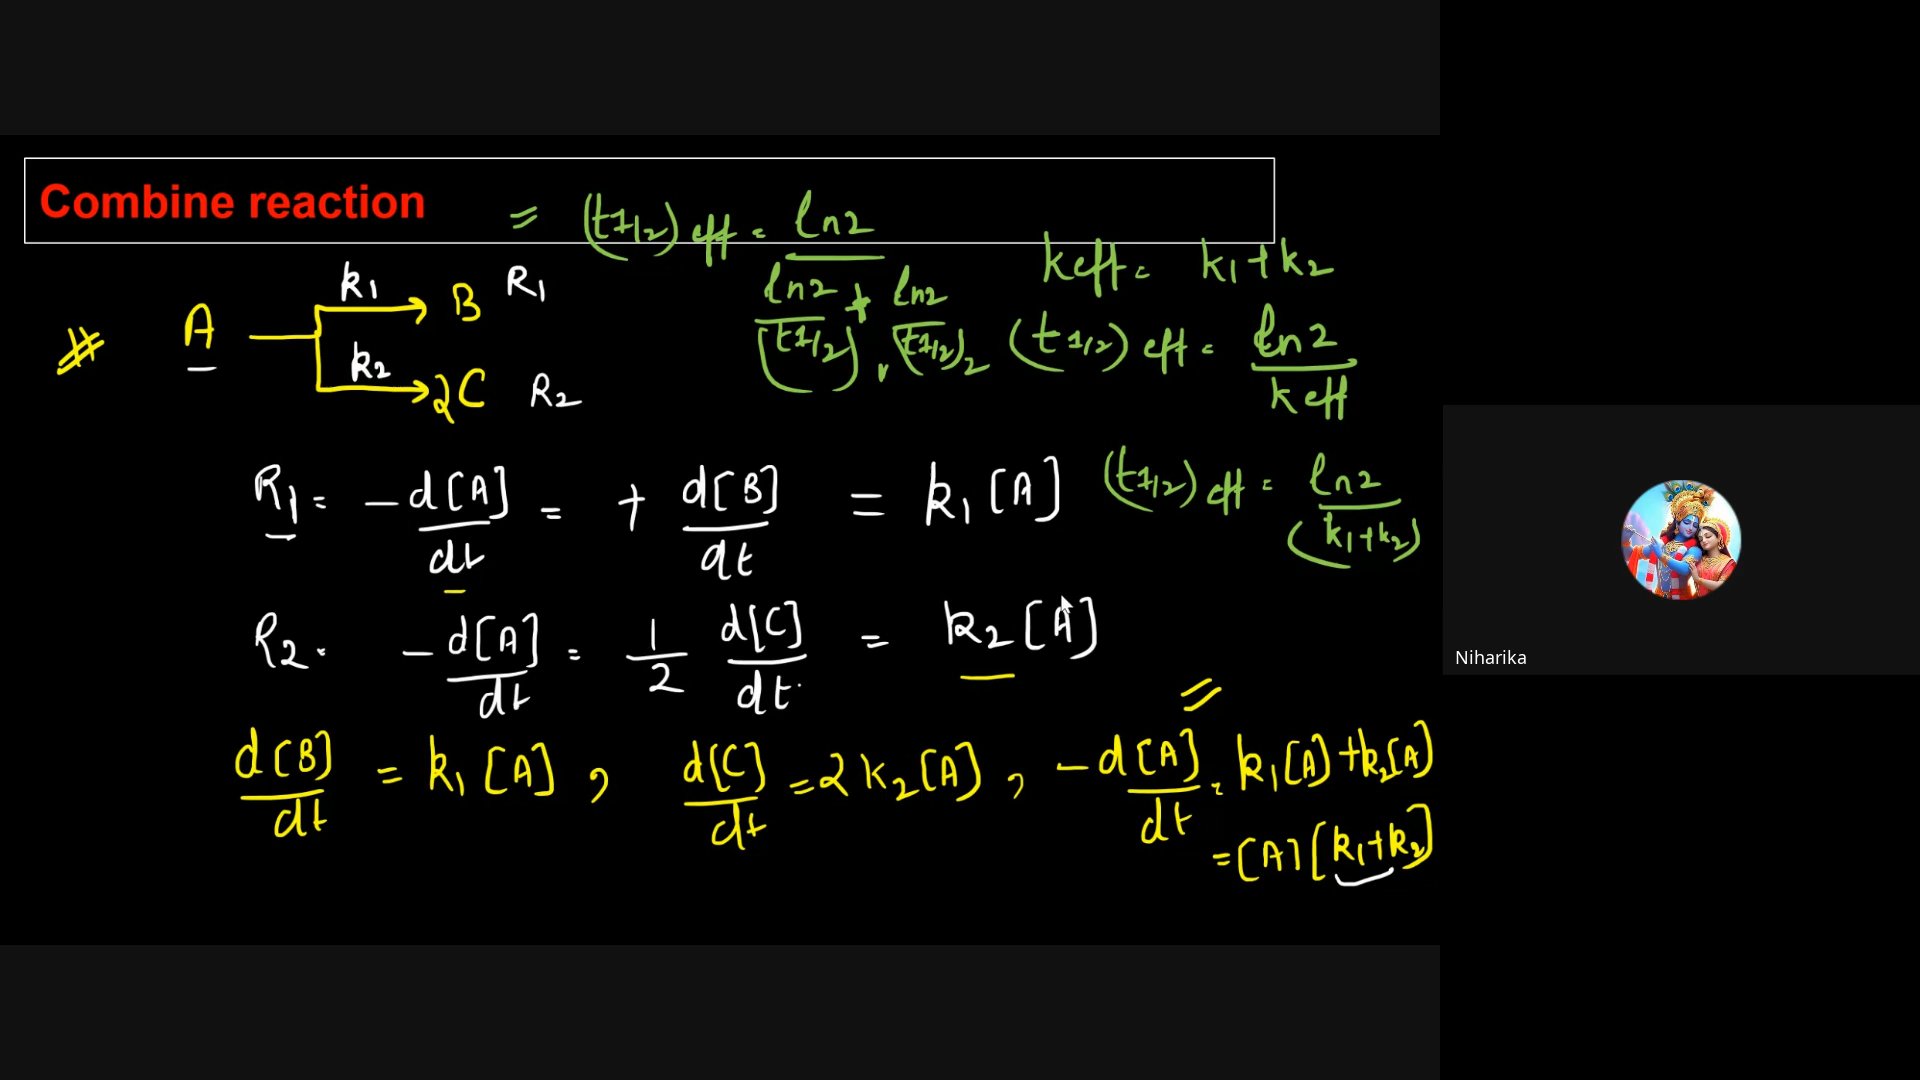 Combine reaction
= (t1/2) eff = ln2 / (ln2/(t1/2)1 + ln2/(t1/2)2)
keff = k1+k2
A —k1→ B R1
—k2→ 2C R2
(t1/2) eff = ln2 / keff
R1 = -d[A]/dt = + d[B]/dt = k1[A]
(t1/2) eff = ln2 / (k1+k2)
R2 = -d[A]/dt = 1/2 d[C]/dt = k2[A]
Niharika
d[B]/dt = k1[A] , d[C]/dt = 2k2[A] , -d[A]/dt = k1[A]+k2[A]
= [A][k1+k2]